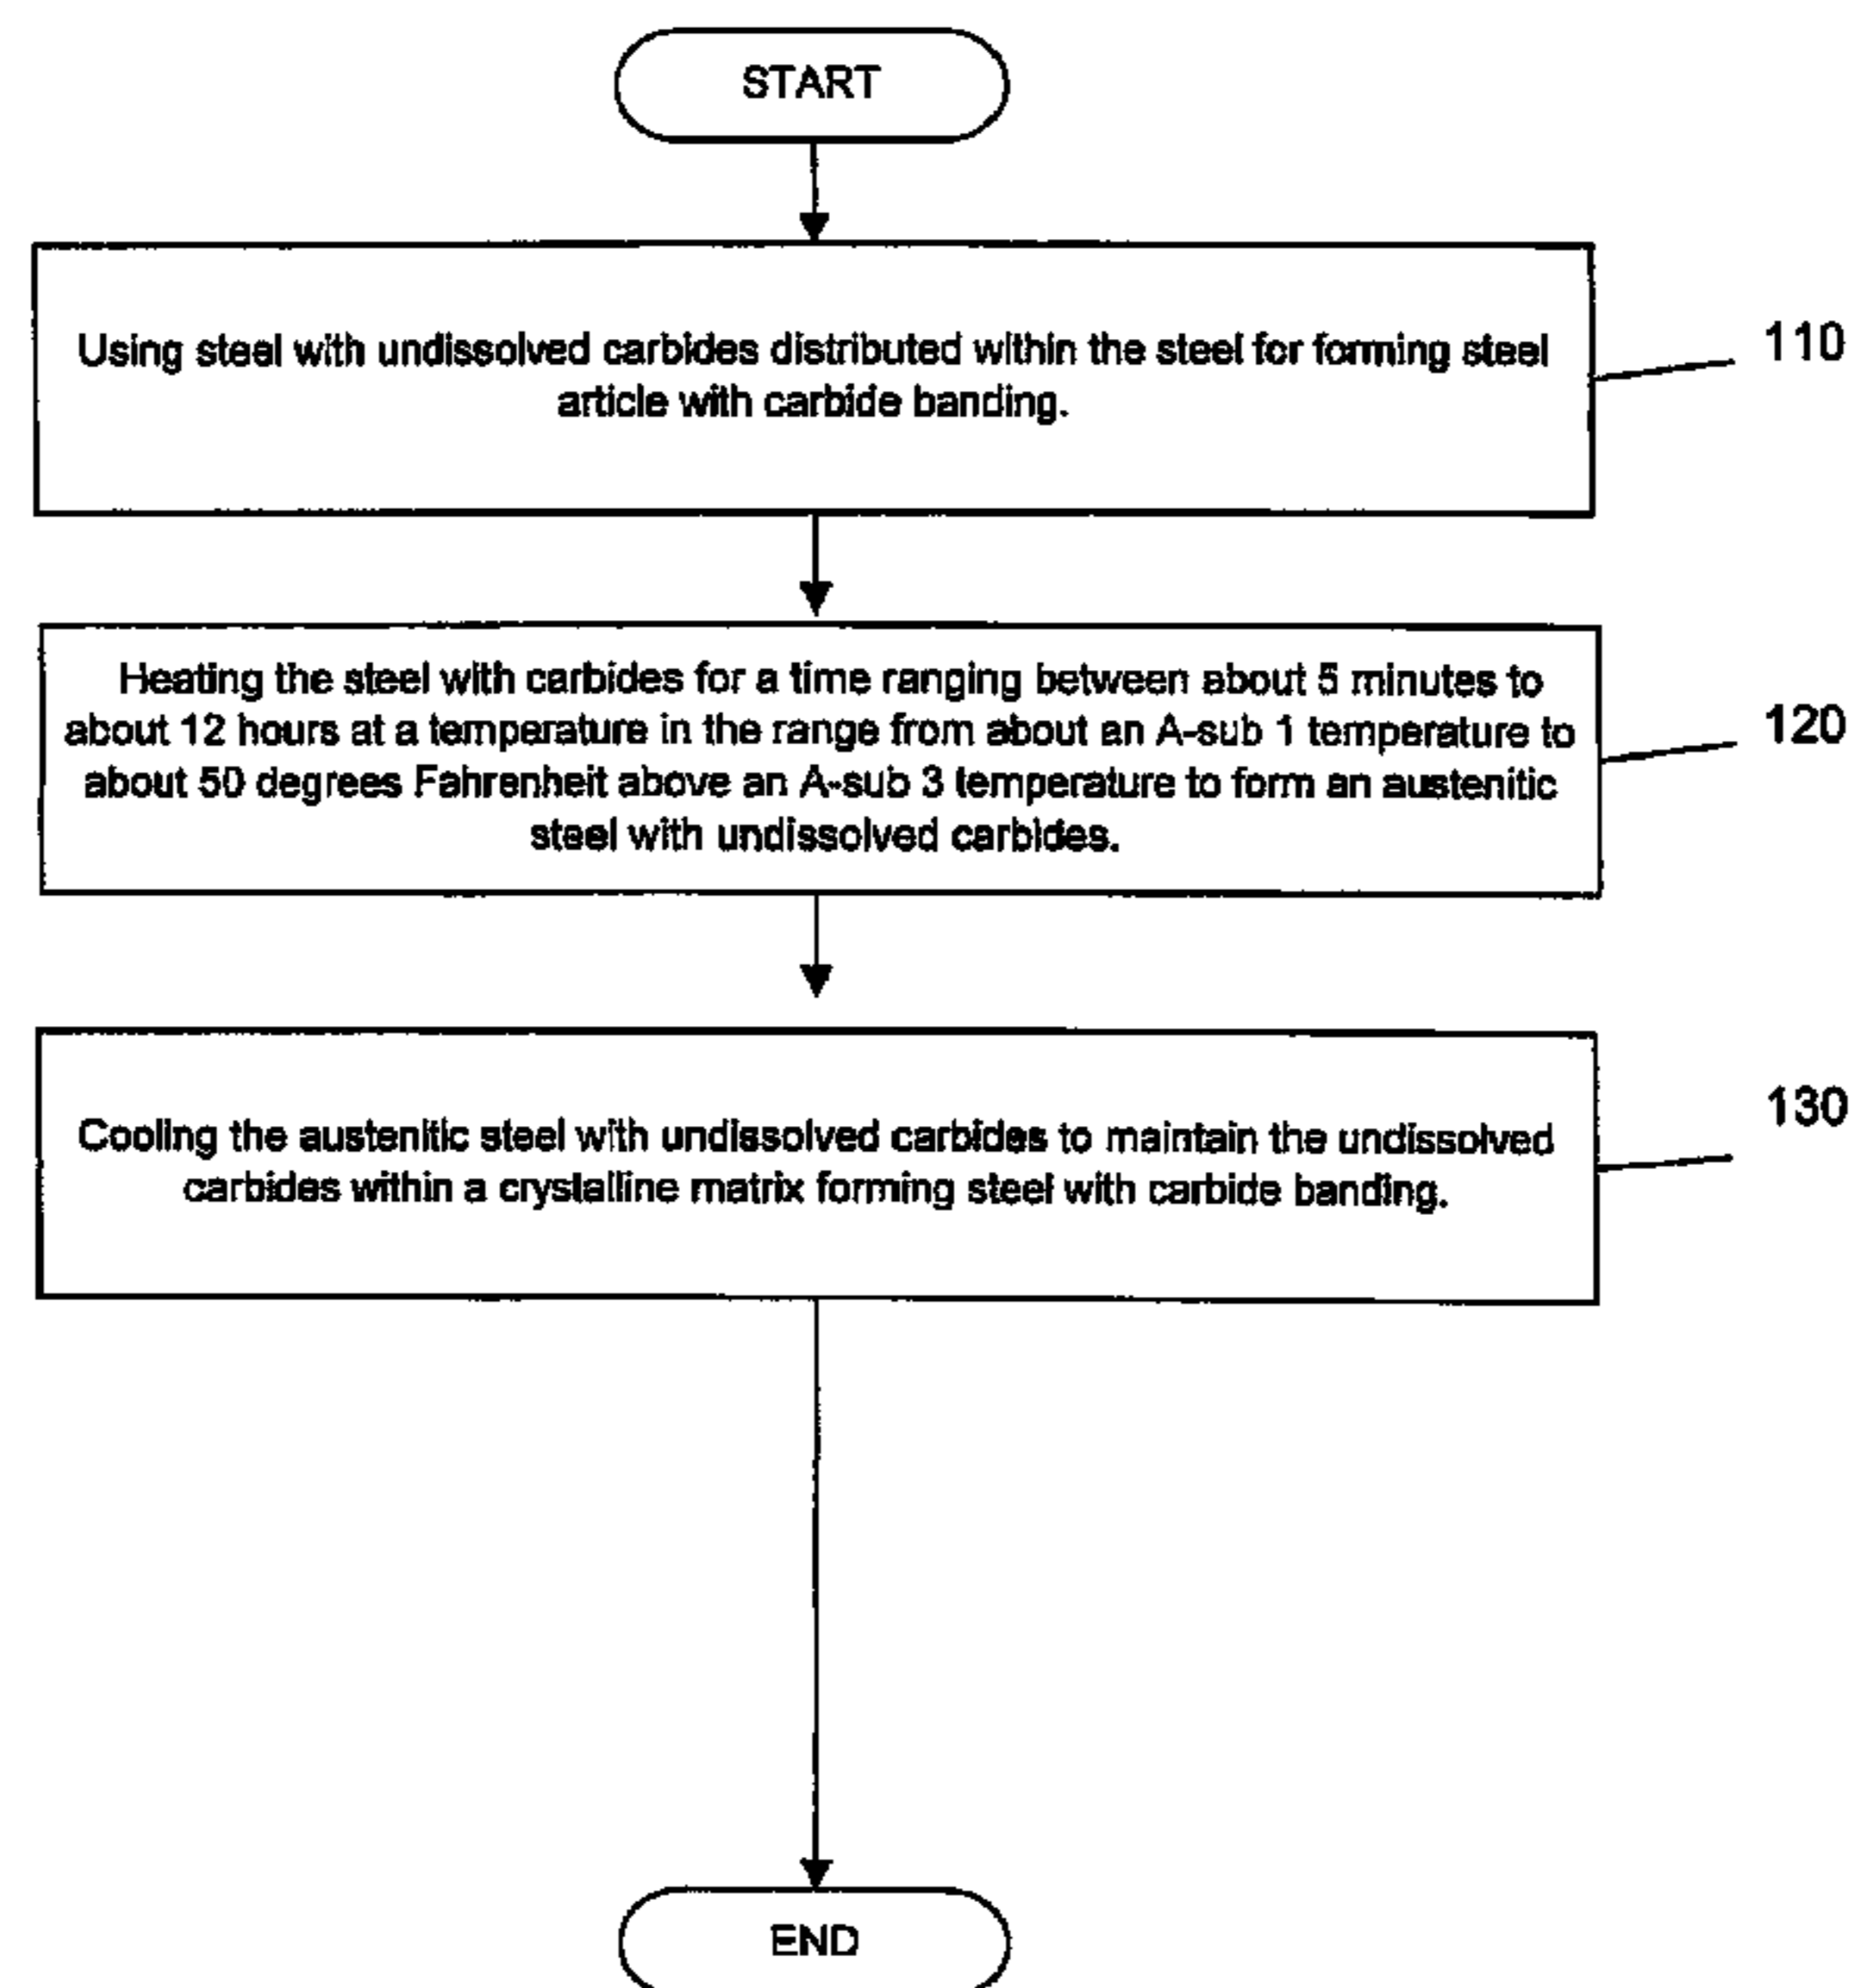 START
Using steel with undissolved carbides distributed within the steel for forming steel
article with carbide banding.
110
Heating the steel with carbides for a time ranging between about 5 minutes to
about 12 hours at a temperature in the range from about an A-sub 1 temperature to
about 50 degrees Fahrenheit above an A-sub 3 temperature to form an austenitic
steel with undissolved carbides.
120
Cooling the austenitic steel with undissolved carbides to maintain the undissolved
carbides within a crystalline matrix forming steel with carbide banding.
130
END